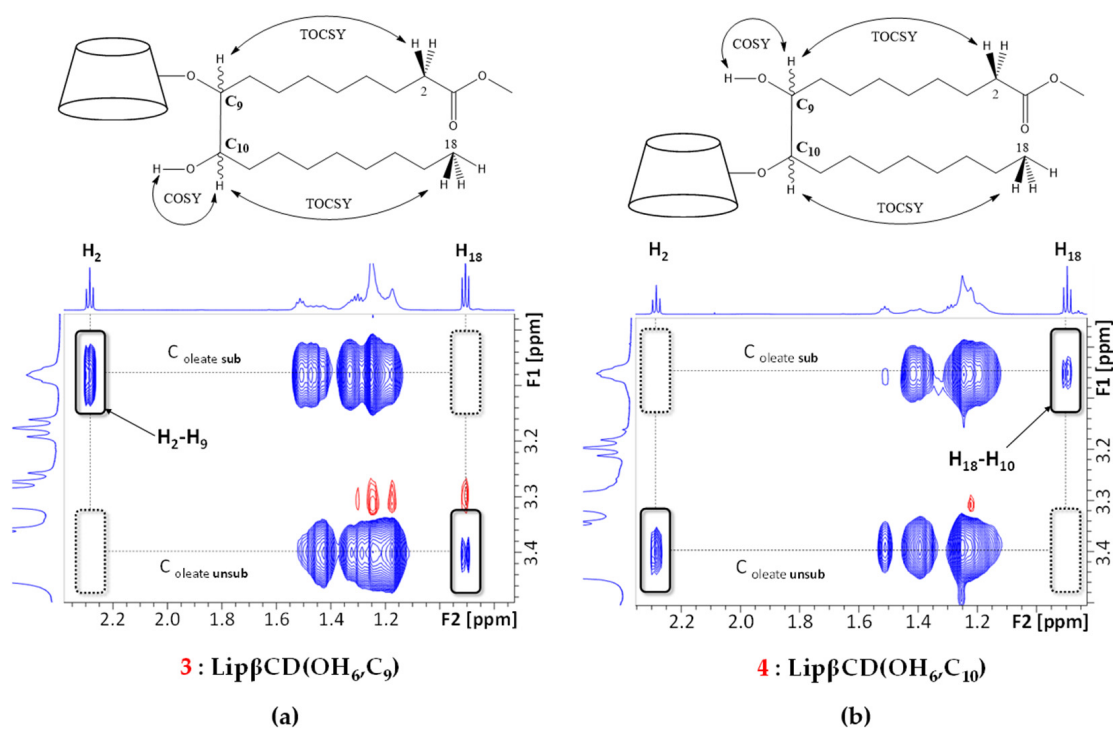 TOCSY
H
H
H
O
2
C9
O
O
C10
18
H
O
H
H
H
H
COSY
TOCSY
COSY
TOCSY
H
H
H
H
O
2
C9
O
O
C10
18
O
H
H
H
H
TOCSY
H2
H18
C oleate sub
H2-H9
C oleate unsub
F1 [ppm]
3.2
3.3
3.4
2.2
2.0
1.8
1.6
1.4
1.2
F2 [ppm]
H2
H18
C oleate sub
H18-H10
C oleate unsub
F1 [ppm]
3.2
3.3
3.4
2.2
2.0
1.8
1.6
1.4
1.2
F2 [ppm]
3 : LipβCD(OH6,C9)
4 : LipβCD(OH6,C10)
(a)
(b)